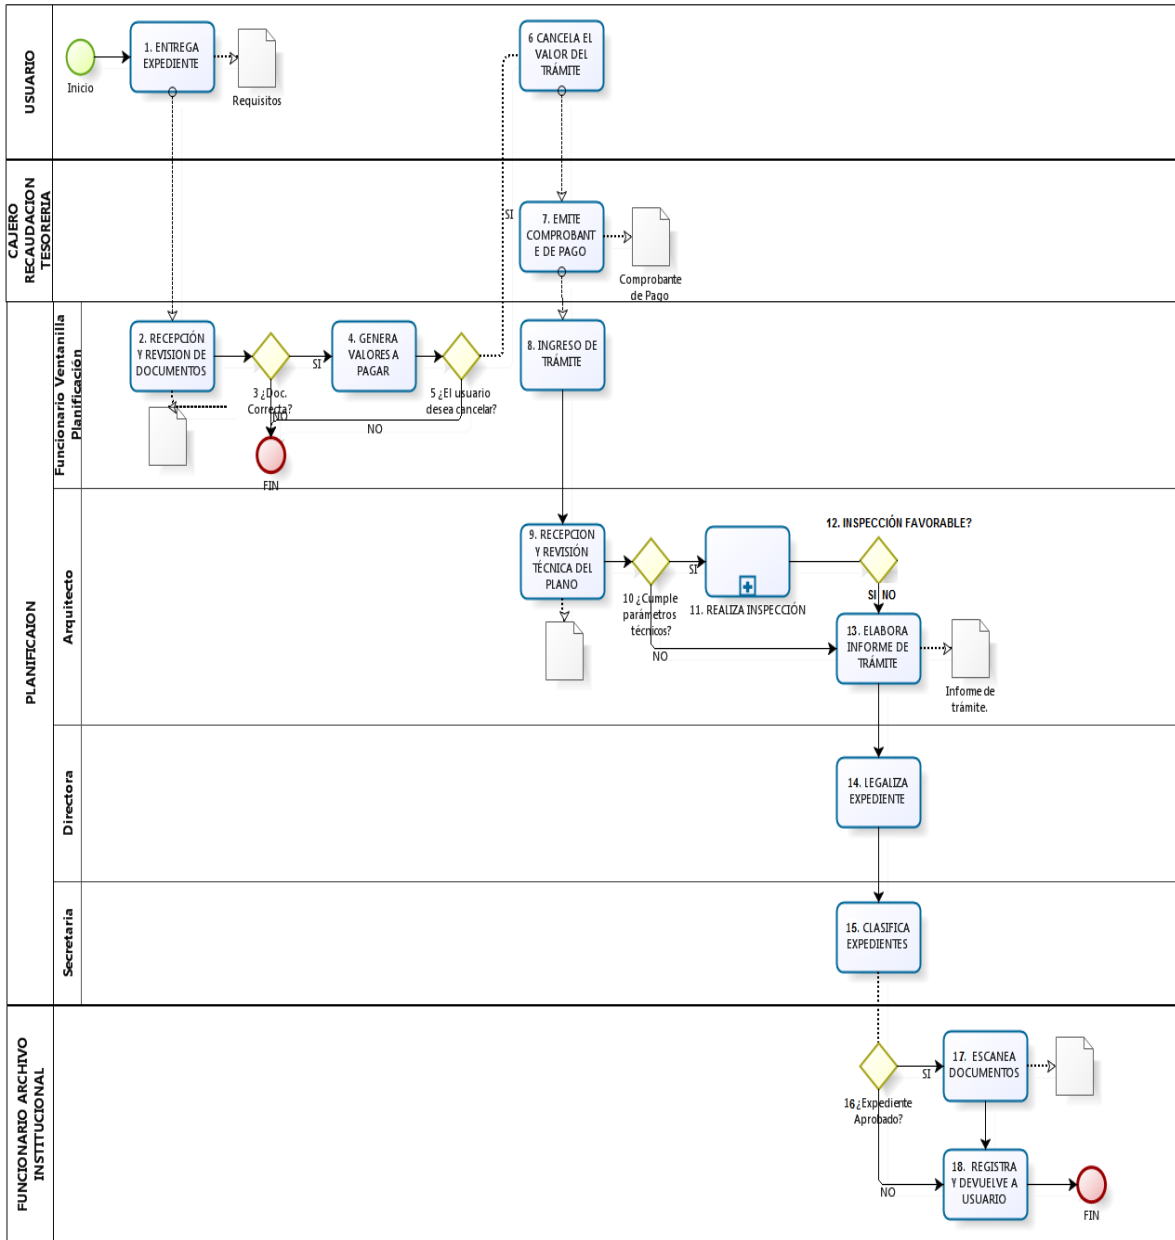 USUARIO
Inicio
1. ENTREGA
EXPEDIENTE
Requisitos
6 CANCELA EL
VALOR DEL
TRÁMITE
CAJERO
RECAUDACION
TESORERIA
SI
7. EMITE
COMPROBANT
E DE PAGO
Comprobante
de Pago
PLANIFICAION
Funcionario Ventanilla
Planificación
2. RECEPCIÓN
Y REVISION DE
DOCUMENTOS
3 ¿Doc.
Correcta?
NO
SI
FIN
4. GENERA
VALORES A
PAGAR
5 ¿El usuario
desea cancelar?
NO
8. INGRESO DE
TRÁMITE
Arquitecto
9. RECEPCION
Y REVISIÓN
TÉCNICA DEL
PLANO
10 ¿Cumple
parámetros
técnicos?
SI
NO
11. REALIZA INSPECCIÓN
12. INSPECCIÓN FAVORABLE?
SI NO
13. ELABORA
INFORME DE
TRÁMITE
Informe de
trámite.
Directora
14. LEGALIZA
EXPEDIENTE
Secretaria
15. CLASIFICA
EXPEDIENTES
FUNCIONARIO ARCHIVO
INSTITUCIONAL
16 ¿Expediente
Aprobado?
SI
NO
17. ESCANEA
DOCUMENTOS
18. REGISTRA
Y DEVUELVE A
USUARIO
FIN